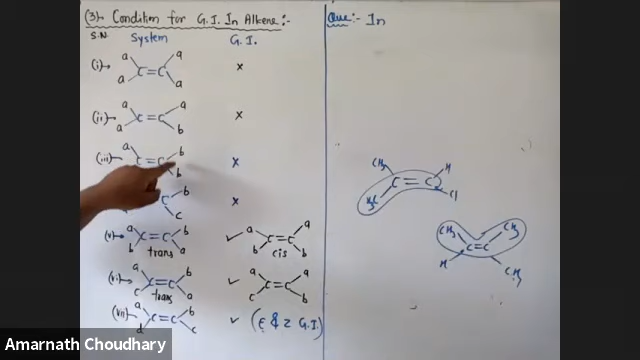 (3) Condition for G.I. In Alkene:-
S.N. System G.I.
(i)→ a a C=C a a ×
(ii)→ a a C=C a b ×
(iii)— a C=C b b ×
C b c ×
(v)→ a b C=C b a trans ✓ a b C=C a b cis
(vi)→ a c C=C b a trans ✓ a c C=C a b
(vii)→ a d C=C b c ✓ (E & Z G.I.)
Que:- In
CH3 H3C C=C H Cl
CH3 H C=C CH3 CH3
Amarnath Choudhary